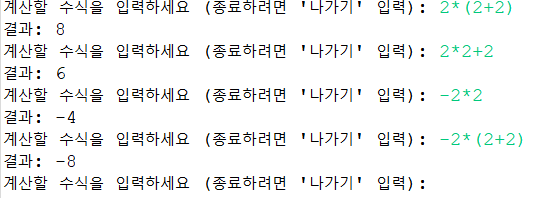 계산할 수식을 입력하세요 (종료하려면 '나가기' 입력): 2*(2+2)
결과: 8
계산할 수식을 입력하세요 (종료하려면 '나가기' 입력): 2*2+2
결과: 6
계산할 수식을 입력하세요 (종료하려면 '나가기' 입력): -2*2
결과: -4
계산할 수식을 입력하세요 (종료하려면 '나가기' 입력): -2*(2+2)
결과: -8
계산할 수식을 입력하세요 (종료하려면 '나가기' 입력):